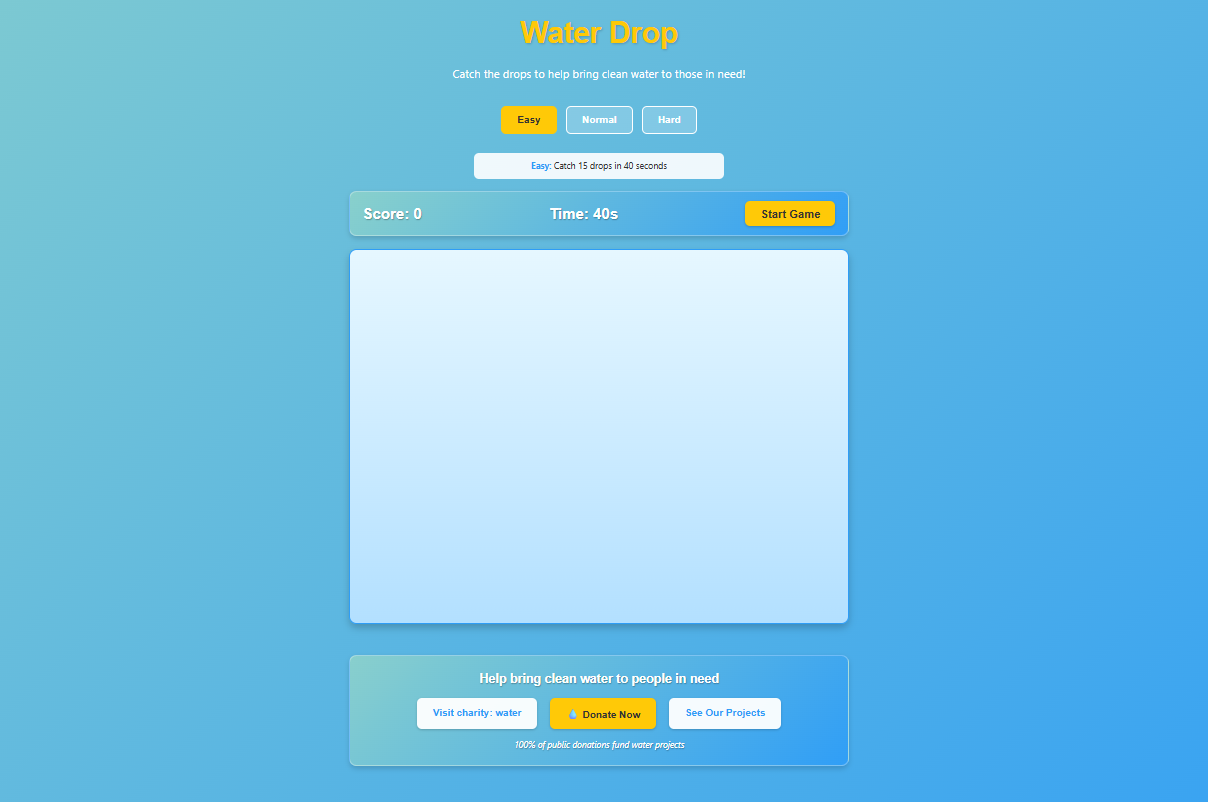 Water Drop
Catch the drops to help bring clean water to those in need!
Easy Normal Hard
Easy: Catch 15 drops in 40 seconds
Score: 0 Time: 40s Start Game
Help bring clean water to people in need
Visit charity: water 💧 Donate Now See Our Projects
100% of public donations fund water projects